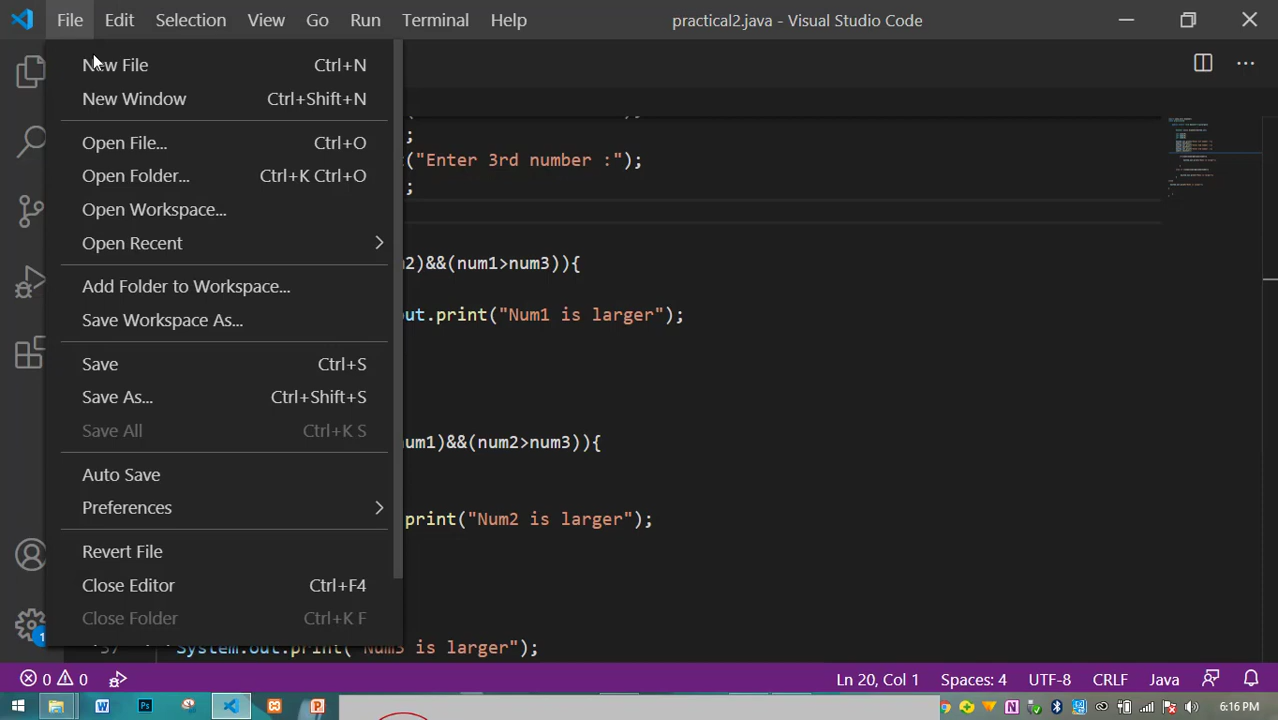 File Edit Selection View Go Run Terminal Help practical2.java - Visual Studio Code
New File Ctrl+N
New Window Ctrl+Shift+N
Open File... Ctrl+O
("Enter 3rd number :");
Open Folder... Ctrl+K Ctrl+O
;
Open Workspace...
Open Recent
2)&&(num1>num3)){
Add Folder to Workspace...
Save Workspace As...
out.print("Num1 is larger");
Save Ctrl+S
Save As... Ctrl+Shift+S
Save All Ctrl+K S
um1)&&(num2>num3)){
Auto Save
Preferences
print("Num2 is larger");
Revert File
Close Editor Ctrl+F4
Close Folder Ctrl+K F
37 System.out.print("Num3 is larger");
0 0 Ln 20, Col 1 Spaces: 4 UTF-8 CRLF Java
6:16 PM